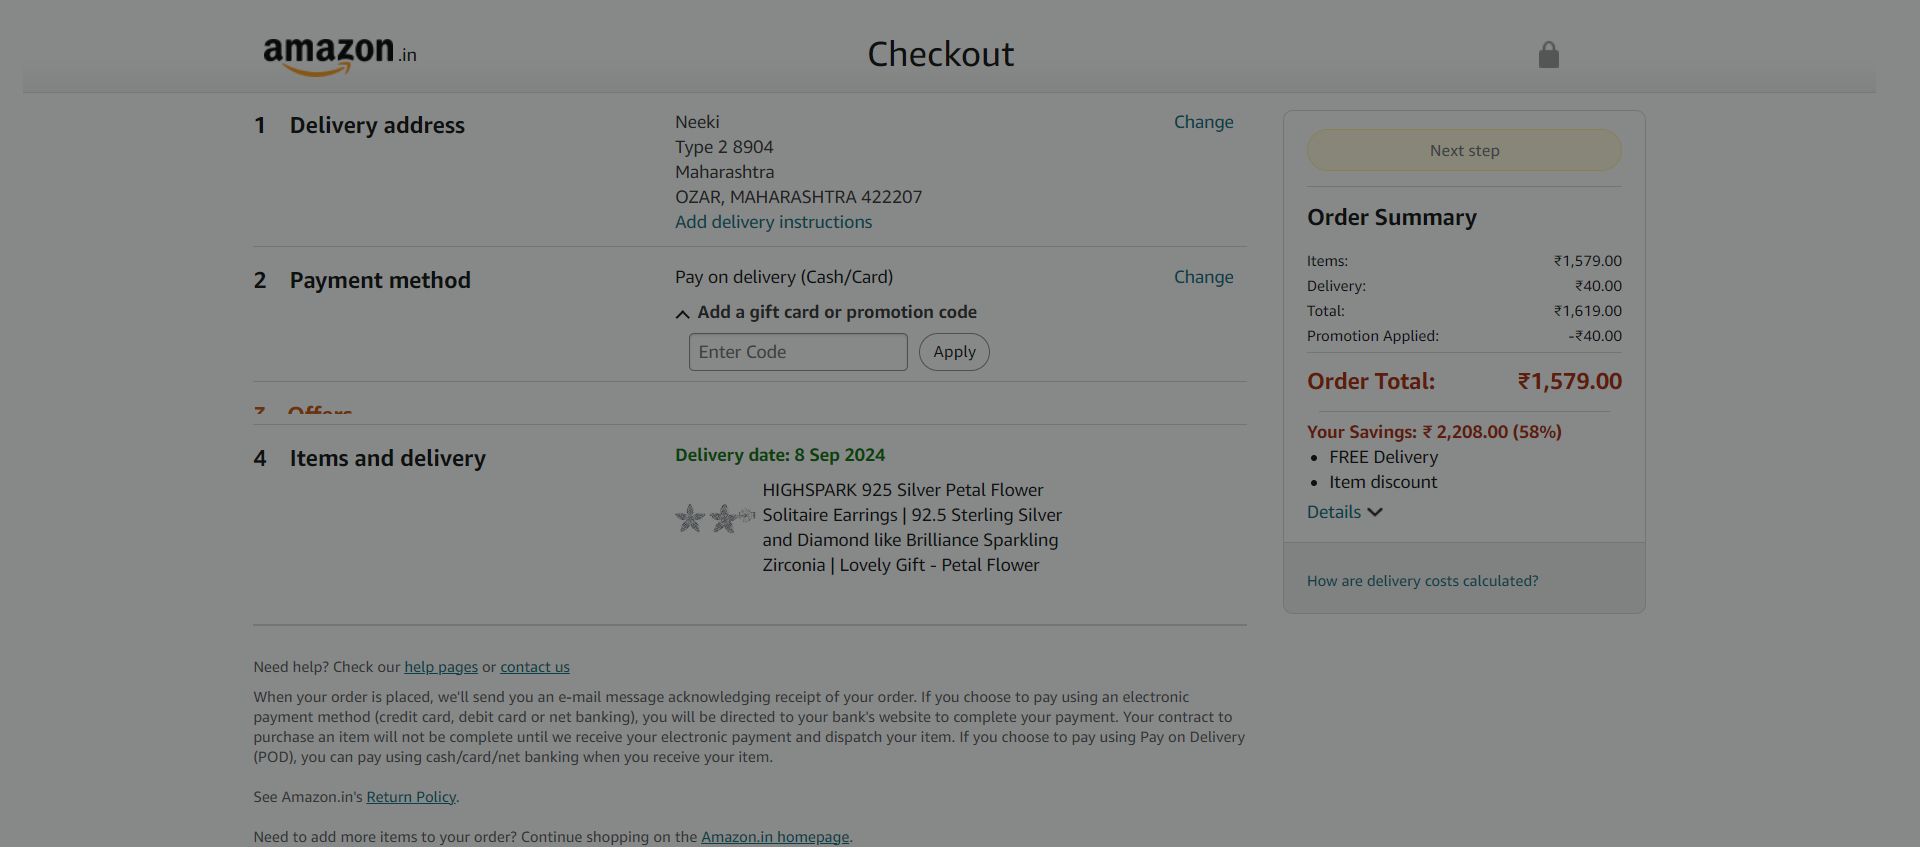 amazon.in
Checkout
1 Delivery address
Neeki
Type 2 8904
Maharashtra
OZAR, MAHARASHTRA 422207
Add delivery instructions
Change
2 Payment method
Pay on delivery (Cash/Card)
Change
Add a gift card or promotion code
Enter Code
Apply
3 Offers
4 Items and delivery
Delivery date: 8 Sep 2024
HIGHSPARK 925 Silver Petal Flower
Solitaire Earrings | 92.5 Sterling Silver
and Diamond like Brilliance Sparkling
Zirconia | Lovely Gift - Petal Flower
Need help? Check our help pages or contact us
When your order is placed, we'll send you an e-mail message acknowledging receipt of your order. If you choose to pay using an electronic
payment method (credit card, debit card or net banking), you will be directed to your bank's website to complete your payment. Your contract to
purchase an item will not be complete until we receive your electronic payment and dispatch your item. If you choose to pay using Pay on Delivery
(POD), you can pay using cash/card/net banking when you receive your item.
See Amazon.in's Return Policy.
Need to add more items to your order? Continue shopping on the Amazon.in homepage.
Next step
Order Summary
Items: ₹1,579.00
Delivery: ₹40.00
Total: ₹1,619.00
Promotion Applied: -₹40.00
Order Total: ₹1,579.00
Your Savings: ₹ 2,208.00 (58%)
• FREE Delivery
• Item discount
Details
How are delivery costs calculated?